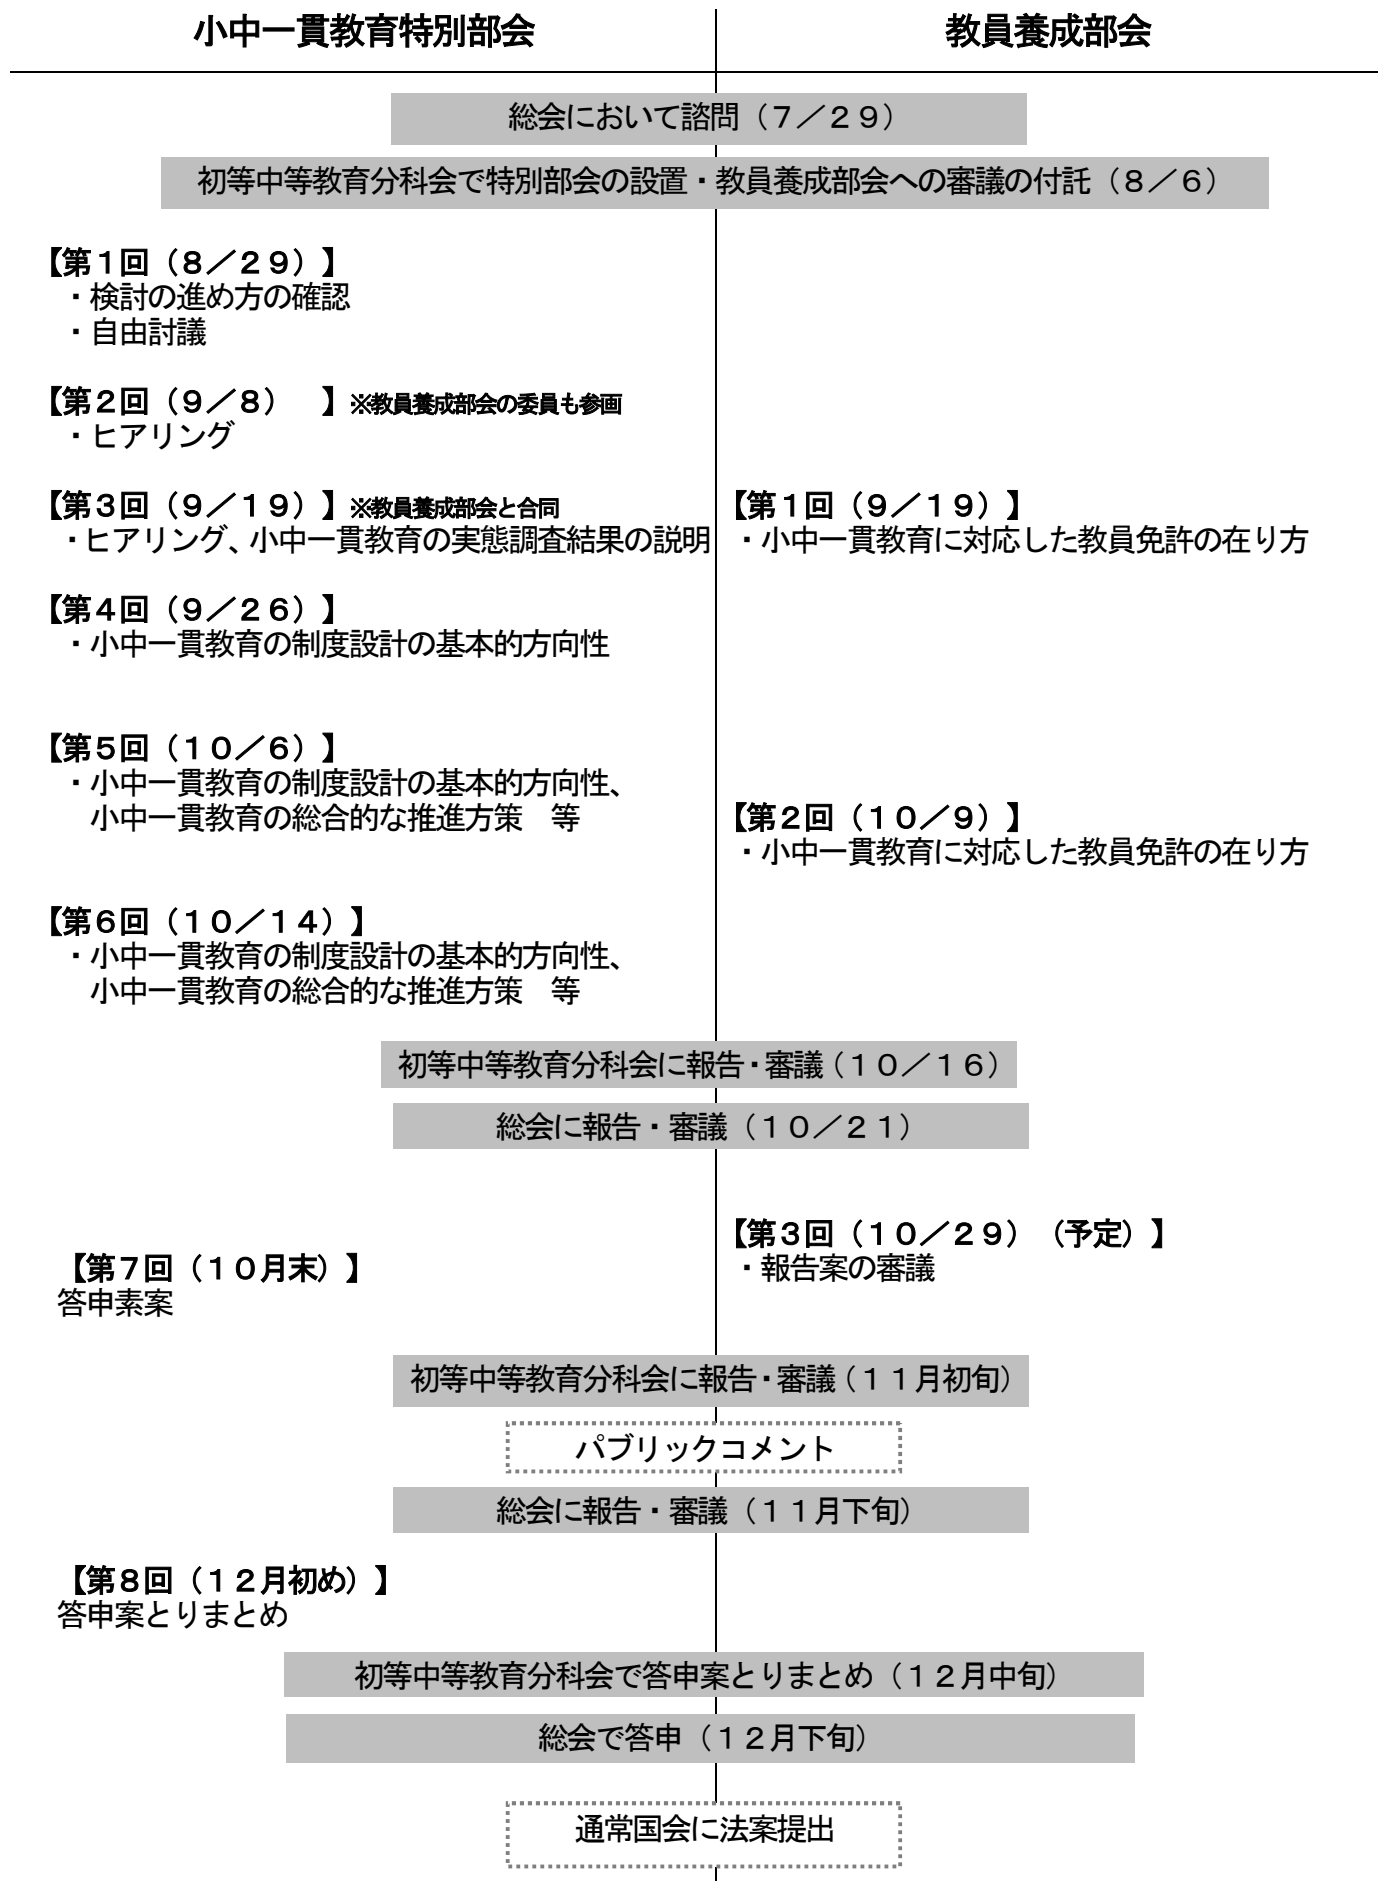 小中一貫教育特別部会
教員養成部会
総会において諮問（７／２９）
初等中等教育分科会で特別部会の設置・教員養成部会への審議の付託（８／６）
【第１回（８／２９）】
・検討の進め方の確認
・自由討議
【第２回（９／８）　】※教員養成部会の委員も参画
・ヒアリング
【第３回（９／１９）】※教員養成部会と合同
・ヒアリング、小中一貫教育の実態調査結果の説明
【第１回（９／１９）】
・小中一貫教育に対応した教員免許の在り方
【第４回（９／２６）】
・小中一貫教育の制度設計の基本的方向性
【第５回（１０／６）】
・小中一貫教育の制度設計の基本的方向性、
小中一貫教育の総合的な推進方策　等
【第２回（１０／９）】
・小中一貫教育に対応した教員免許の在り方
【第６回（１０／１４）】
・小中一貫教育の制度設計の基本的方向性、
小中一貫教育の総合的な推進方策　等
初等中等教育分科会に報告・審議（１０／１６）
総会に報告・審議（１０／２１）
【第３回（１０／２９）（予定）】
・報告案の審議
【第７回（１０月末）】
答申素案
初等中等教育分科会に報告・審議（１１月初旬）
パブリックコメント
総会に報告・審議（１１月下旬）
【第８回（１２月初め）】
答申案とりまとめ
初等中等教育分科会で答申案とりまとめ（１２月中旬）
総会で答申（１２月下旬）
通常国会に法案提出